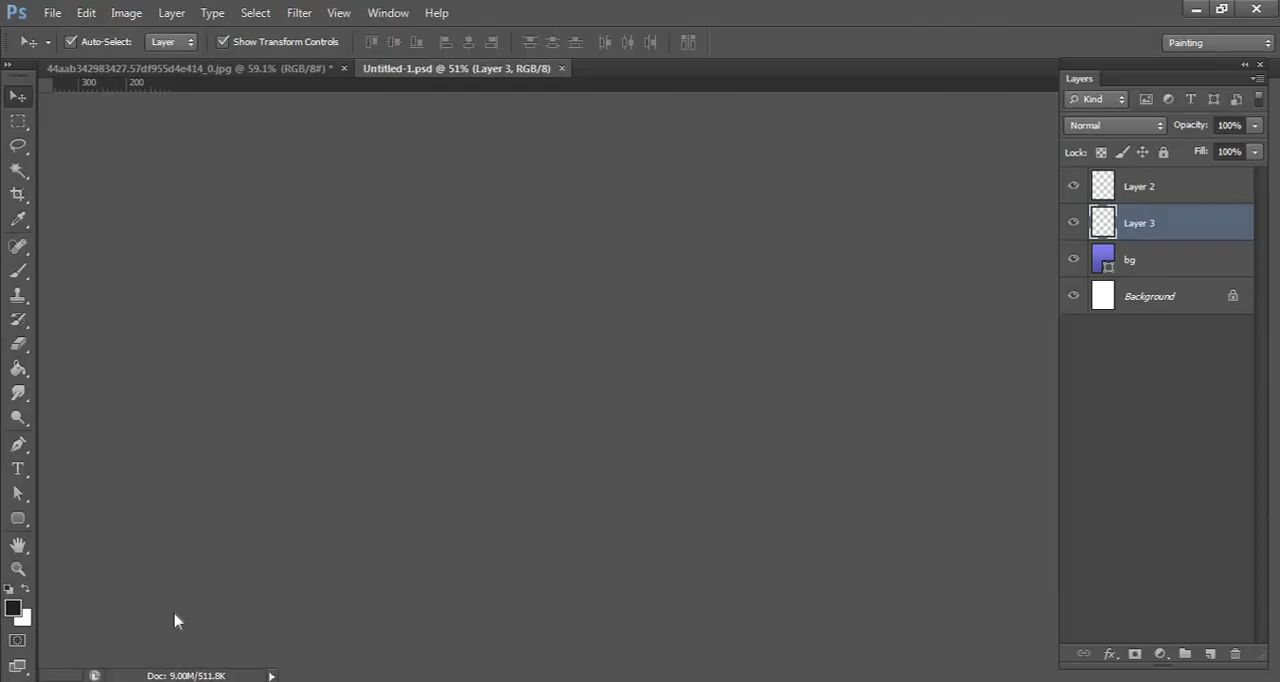 Ps File Edit Image Layer Type Select Filter View Window Help
Auto-Select: Layer Show Transform Controls Painting
44aab342983427.57df955d4e414_0.jpg @ 59.1% (RGB/8#) * × Untitled-1.psd @ 51% (Layer 3, RGB/8) ×
300 200
Layers
Kind
Normal Opacity: 100%
Lock: Fill: 100%
Layer 2
Layer 3
bg
Background
Doc: 9.00M/511.8K